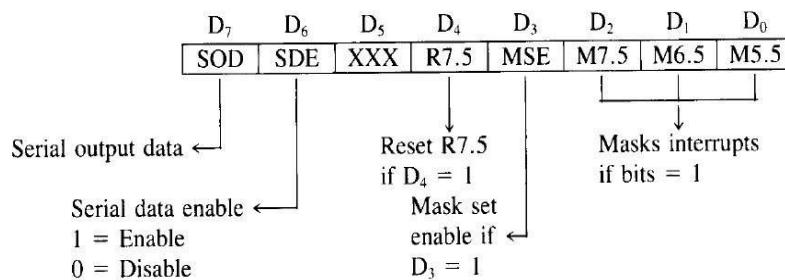 D₇ D₆ D₅ D₄ D₃ D₂ D₁ D₀
SOD SDE XXX R7.5 MSE M7.5 M6.5 M5.5
Serial output data
Reset R7.5
if D₄ = 1
Masks interrupts
if bits = 1
Serial data enable
1 = Enable
0 = Disable
Mask set
enable if
D₃ = 1